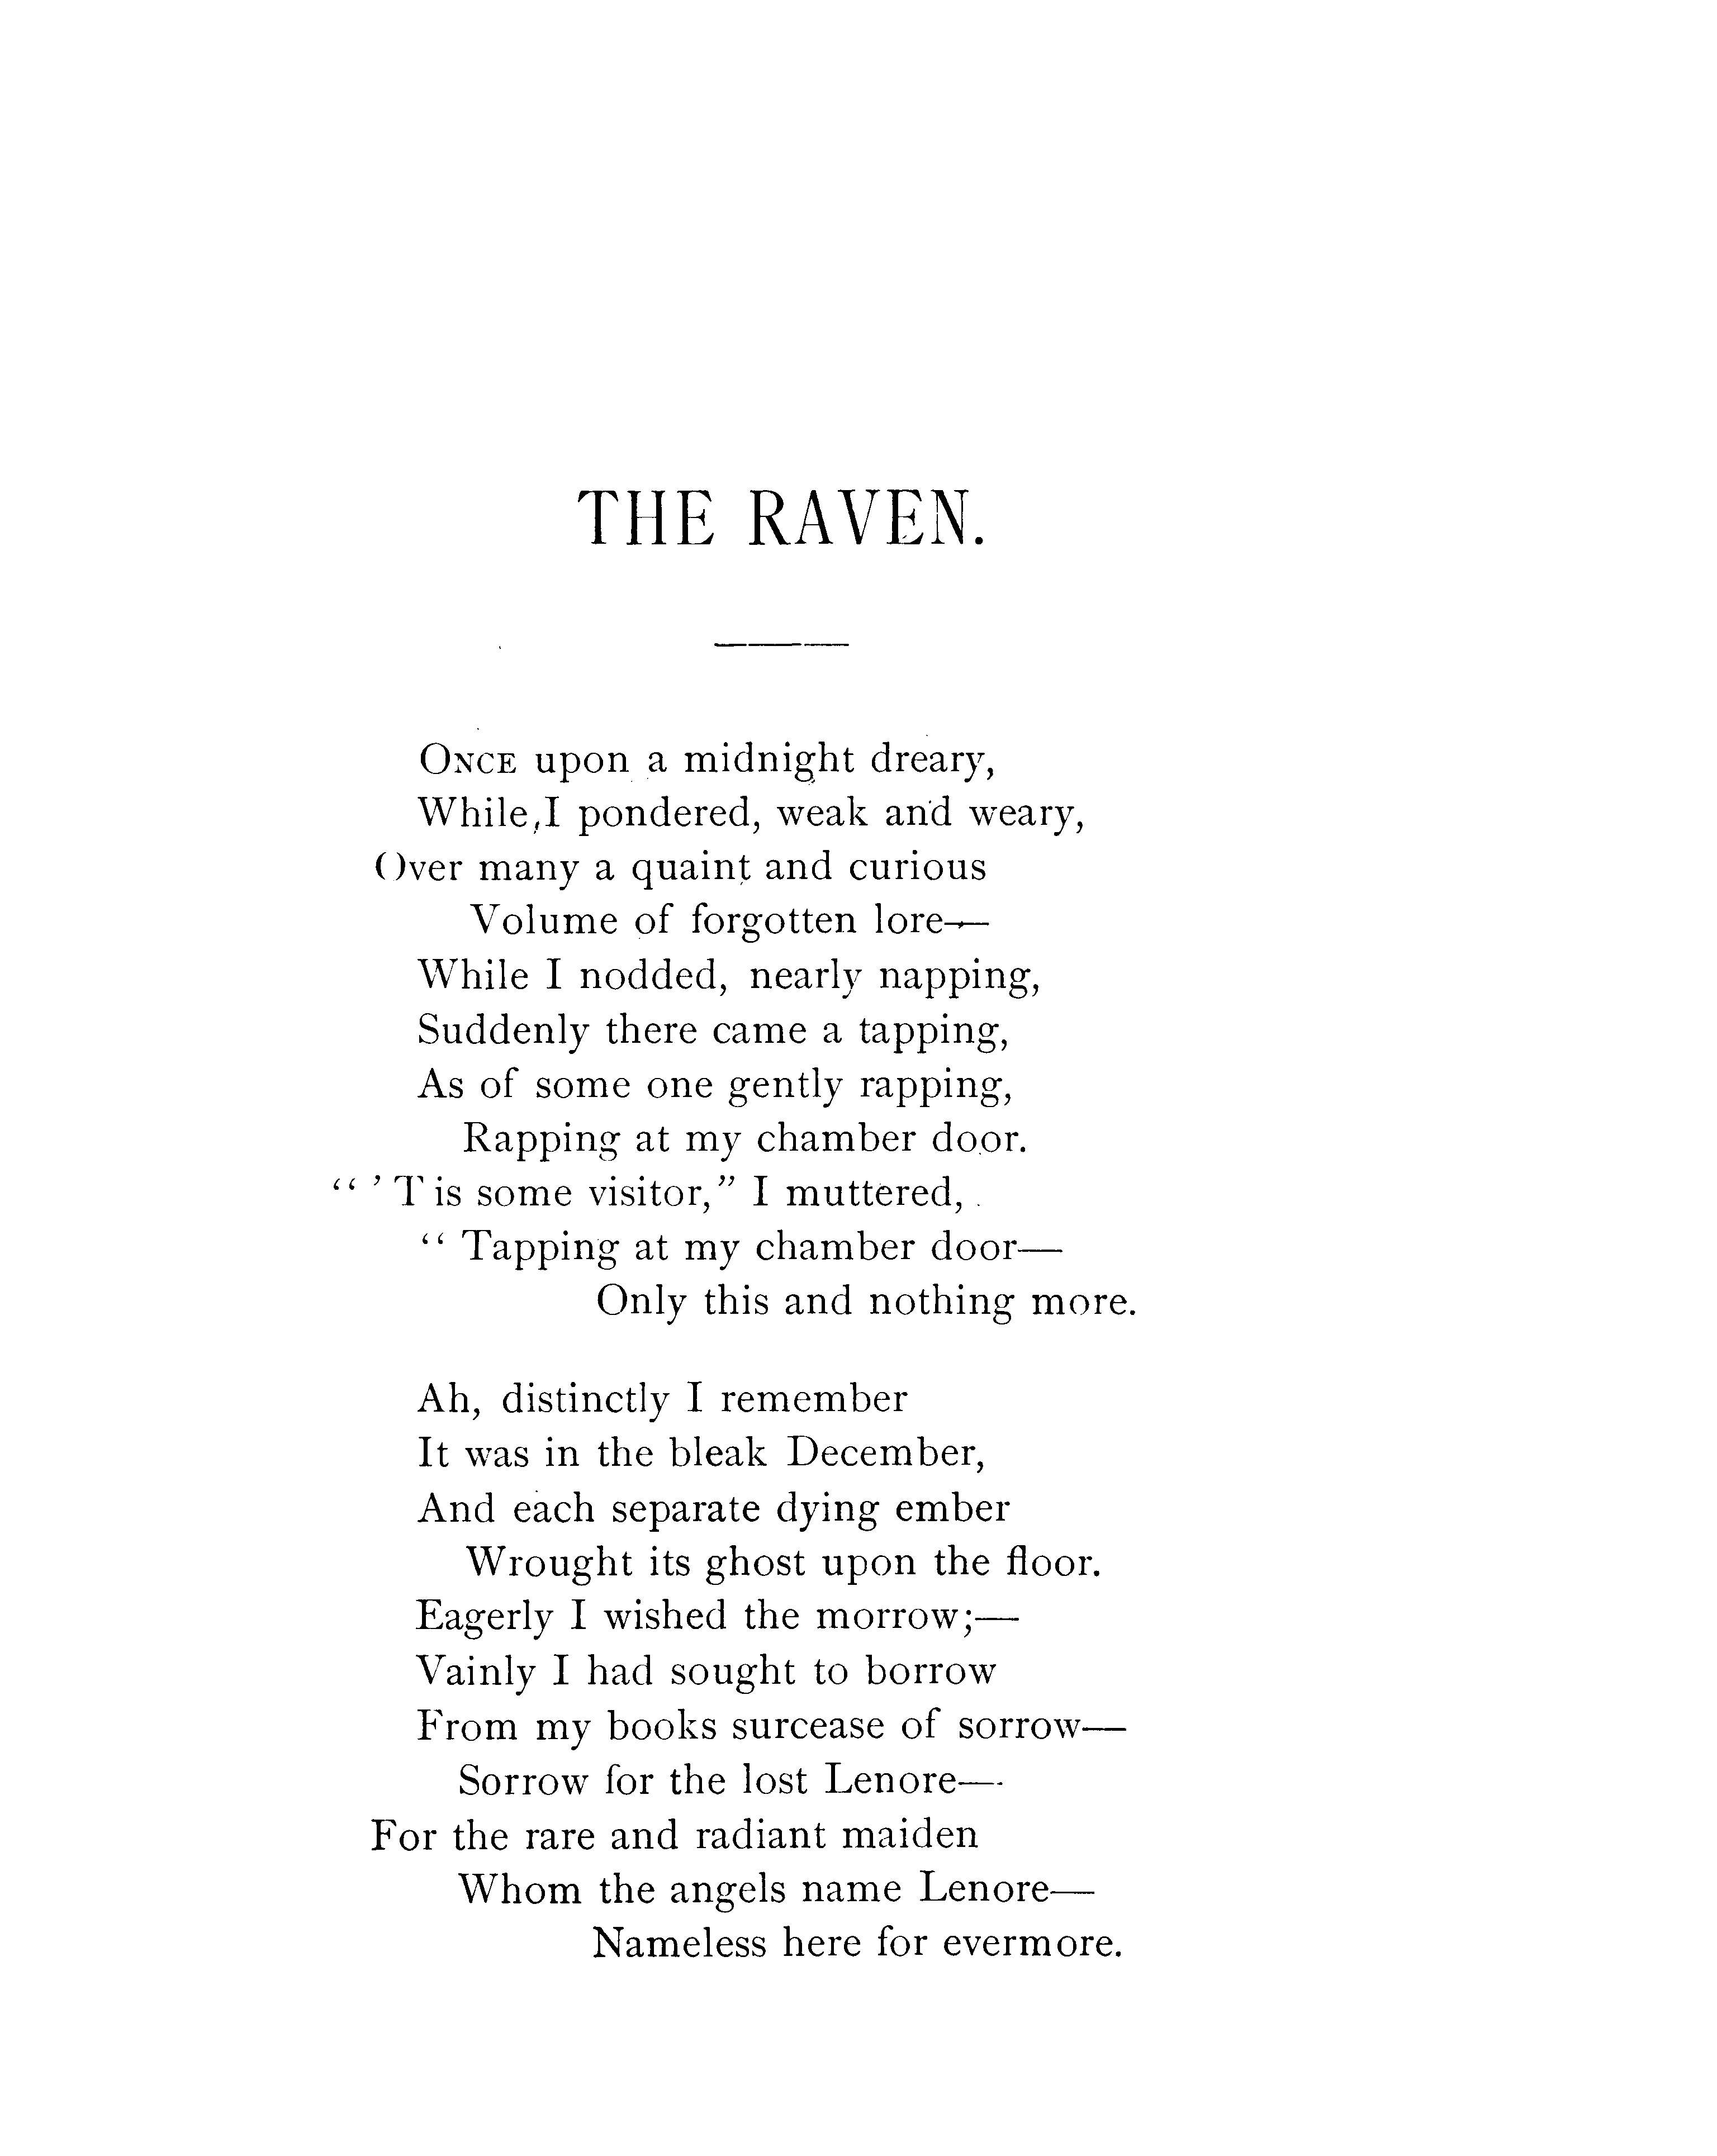 THE RAVEN.
ONCE upon a midnight dreary,
While I pondered, weak and weary,
Over many a quaint and curious
Volume of forgotten lore—
While I nodded, nearly napping,
Suddenly there came a tapping,
As of some one gently rapping,
Rapping at my chamber door.
“ ’T is some visitor,” I muttered,
“ Tapping at my chamber door—
Only this and nothing more.
Ah, distinctly I remember
It was in the bleak December,
And each separate dying ember
Wrought its ghost upon the floor.
Eagerly I wished the morrow;—
Vainly I had sought to borrow
From my books surcease of sorrow—
Sorrow for the lost Lenore—
For the rare and radiant maiden
Whom the angels name Lenore—
Nameless here for evermore.